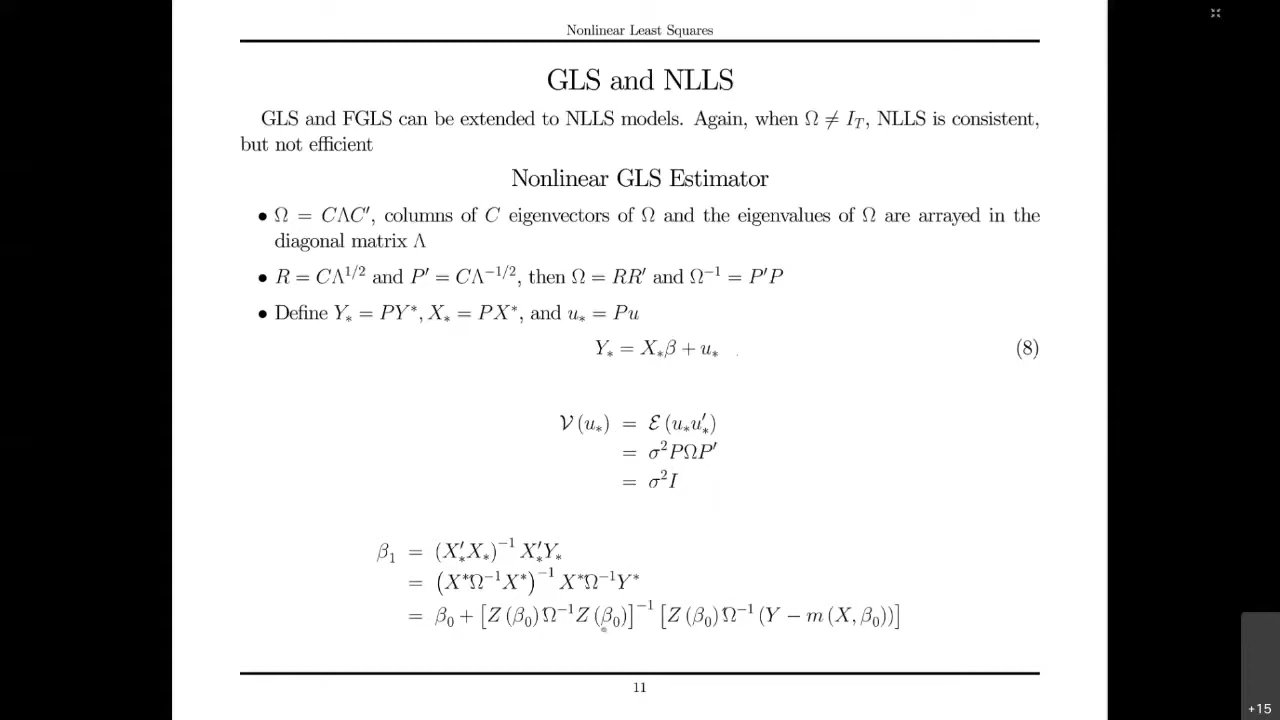 Nonlinear Least Squares
GLS and NLLS
GLS and FGLS can be extended to NLLS models. Again, when Ω ≠ I_T, NLLS is consistent,
but not efficient
Nonlinear GLS Estimator
• Ω = CΛC′, columns of C eigenvectors of Ω and the eigenvalues of Ω are arrayed in the
diagonal matrix Λ
• R = CΛ^{1/2} and P′ = CΛ^{−1/2}, then Ω = RR′ and Ω^{−1} = P′P
• Define Y_* = PY^*, X_* = PX^*, and u_* = Pu
Y_* = X_*β + u_* (8)
𝒱(u_*) = ℰ(u_*u′_*)
= σ²PΩP′
= σ²I
β_1 = (X′_*X_*)^{−1} X′_*Y_*
= (X^*Ω^{−1}X^*)^{−1} X^*Ω^{−1}Y^*
= β_0 + [Z(β_0)Ω^{−1}Z(β_0)]^{−1} [Z(β_0)Ω^{−1}(Y − m(X, β_0))]
11
+15